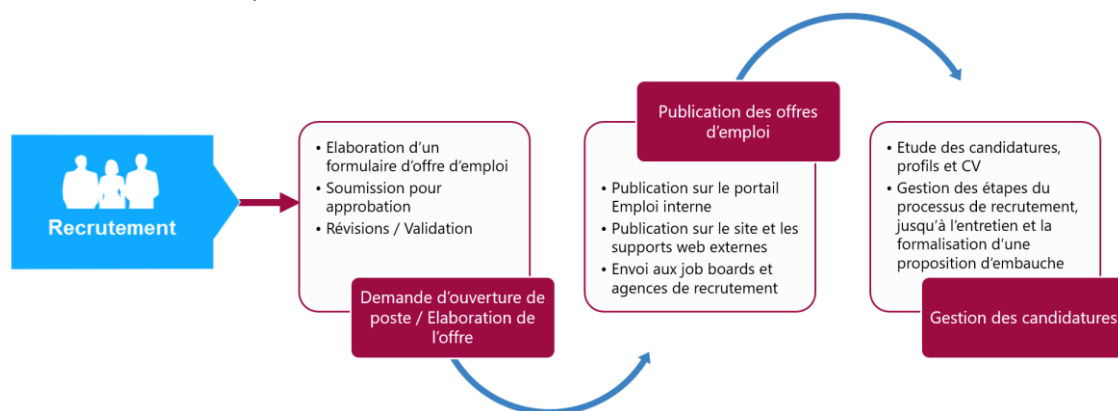 Recrutement
• Elaboration d'un
formulaire d'offre d'emploi
• Soumission pour
approbation
• Révisions / Validation
Demande d'ouverture de
poste / Elaboration de
l'offre
Publication des offres
d'emploi
• Publication sur le portail
Emploi interne
• Publication sur le site et les
supports web externes
• Envoi aux job boards et
agences de recrutement
• Etude des candidatures,
profils et CV
• Gestion des étapes du
processus de recrutement,
jusqu'à l'entretien et la
formalisation d'une
proposition d'embauche
Gestion des candidatures